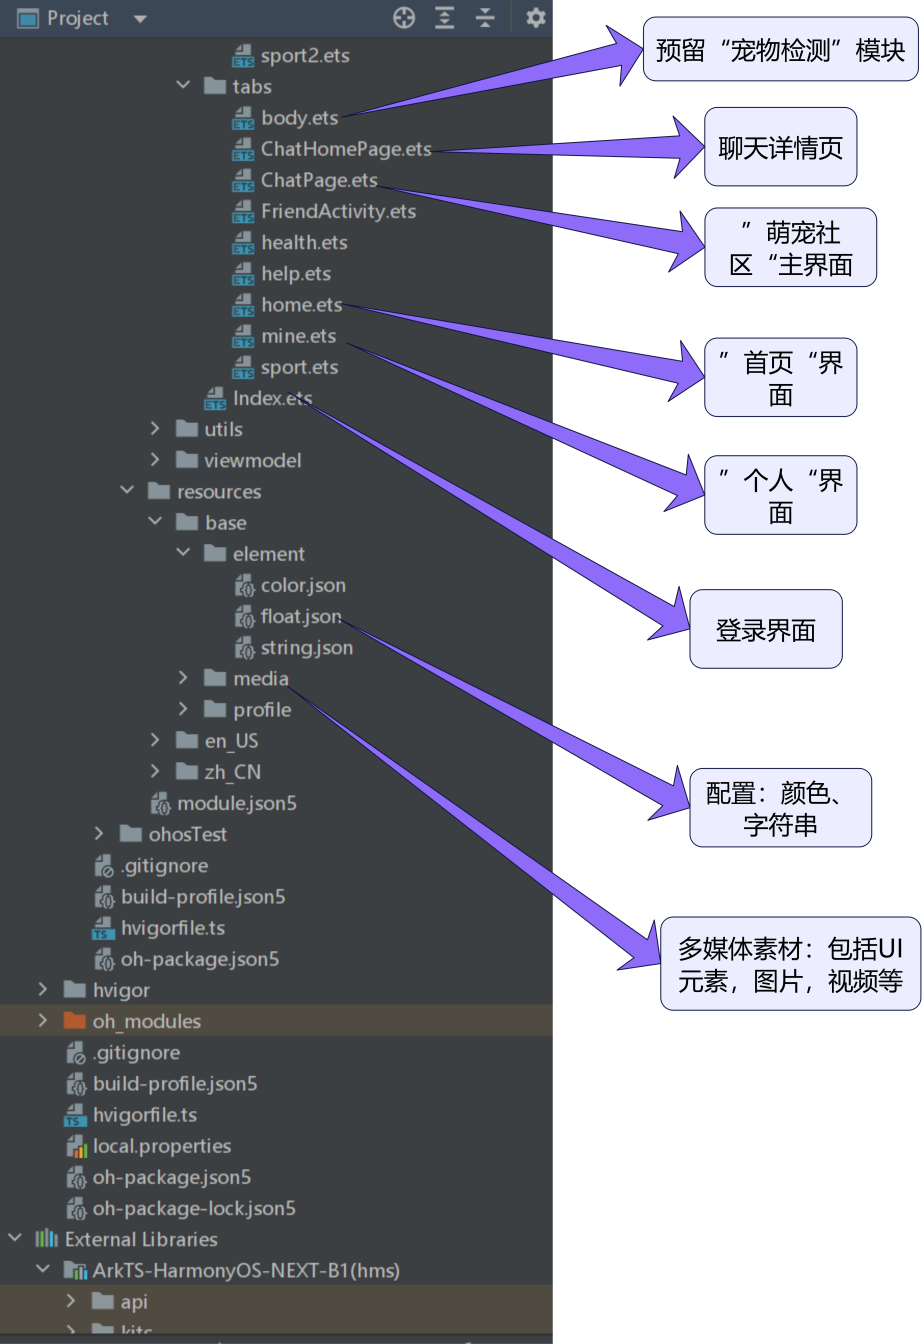 Project
sport2.ets
tabs
body.ets
ChatHomePage.ets
ChatPage.ets
FriendActivity.ets
health.ets
help.ets
home.ets
mine.ets
sport.ets
Index.ets
utils
viewmodel
resources
base
element
color.json
float.json
string.json
media
profile
en_US
zh_CN
module.json5
ohosTest
.gitignore
build-profile.json5
hvigorfile.ts
oh-package.json5
hvigor
oh_modules
.gitignore
build-profile.json5
hvigorfile.ts
local.properties
oh-package.json5
oh-package-lock.json5
External Libraries
ArkTS-HarmonyOS-NEXT-B1(hms)
api
kits
预留“宠物检测”模块
聊天详情页
”萌宠社
区“主界面
”首页“界
面
”个人“界
面
登录界面
配置：颜色、
字符串
多媒体素材：包括UI
元素，图片，视频等